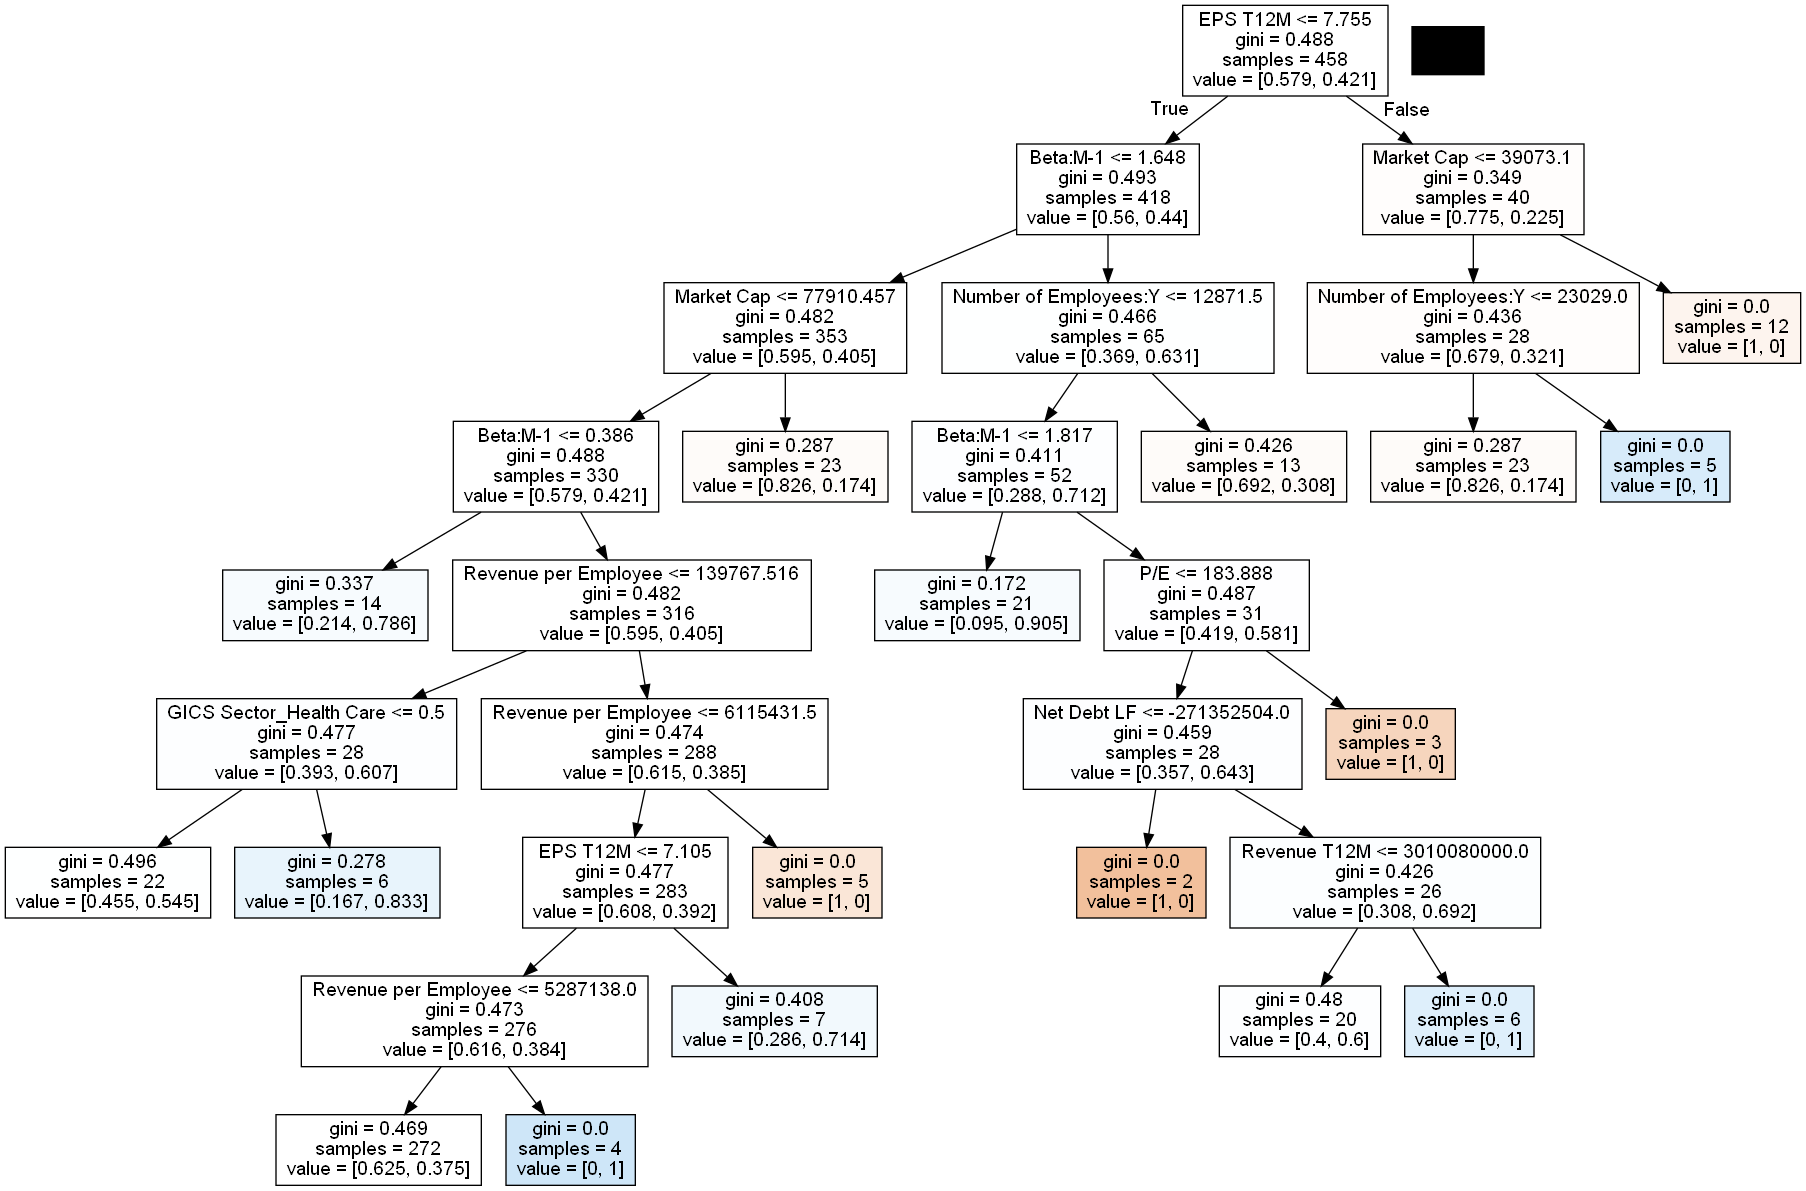 EPS T12M <= 7.755
gini = 0.488
samples = 458
value = [0.579, 0.421]
True
False
Beta:M-1 <= 1.648
gini = 0.493
samples = 418
value = [0.56, 0.44]
Market Cap <= 39073.1
gini = 0.349
samples = 40
value = [0.775, 0.225]
Market Cap <= 77910.457
gini = 0.482
samples = 353
value = [0.595, 0.405]
Number of Employees:Y <= 12871.5
gini = 0.466
samples = 65
value = [0.369, 0.631]
Number of Employees:Y <= 23029.0
gini = 0.436
samples = 28
value = [0.679, 0.321]
gini = 0.0
samples = 12
value = [1, 0]
Beta:M-1 <= 0.386
gini = 0.488
samples = 330
value = [0.579, 0.421]
gini = 0.287
samples = 23
value = [0.826, 0.174]
Beta:M-1 <= 1.817
gini = 0.411
samples = 52
value = [0.288, 0.712]
gini = 0.426
samples = 13
value = [0.692, 0.308]
gini = 0.287
samples = 23
value = [0.826, 0.174]
gini = 0.0
samples = 5
value = [0, 1]
gini = 0.337
samples = 14
value = [0.214, 0.786]
Revenue per Employee <= 139767.516
gini = 0.482
samples = 316
value = [0.595, 0.405]
gini = 0.172
samples = 21
value = [0.095, 0.905]
P/E <= 183.888
gini = 0.487
samples = 31
value = [0.419, 0.581]
GICS Sector_Health Care <= 0.5
gini = 0.477
samples = 28
value = [0.393, 0.607]
Revenue per Employee <= 6115431.5
gini = 0.474
samples = 288
value = [0.615, 0.385]
Net Debt LF <= -271352504.0
gini = 0.459
samples = 28
value = [0.357, 0.643]
gini = 0.0
samples = 3
value = [1, 0]
gini = 0.496
samples = 22
value = [0.455, 0.545]
gini = 0.278
samples = 6
value = [0.167, 0.833]
EPS T12M <= 7.105
gini = 0.477
samples = 283
value = [0.608, 0.392]
gini = 0.0
samples = 5
value = [1, 0]
gini = 0.0
samples = 2
value = [1, 0]
Revenue T12M <= 3010080000.0
gini = 0.426
samples = 26
value = [0.308, 0.692]
Revenue per Employee <= 5287138.0
gini = 0.473
samples = 276
value = [0.616, 0.384]
gini = 0.408
samples = 7
value = [0.286, 0.714]
gini = 0.48
samples = 20
value = [0.4, 0.6]
gini = 0.0
samples = 6
value = [0, 1]
gini = 0.469
samples = 272
value = [0.625, 0.375]
gini = 0.0
samples = 4
value = [0, 1]